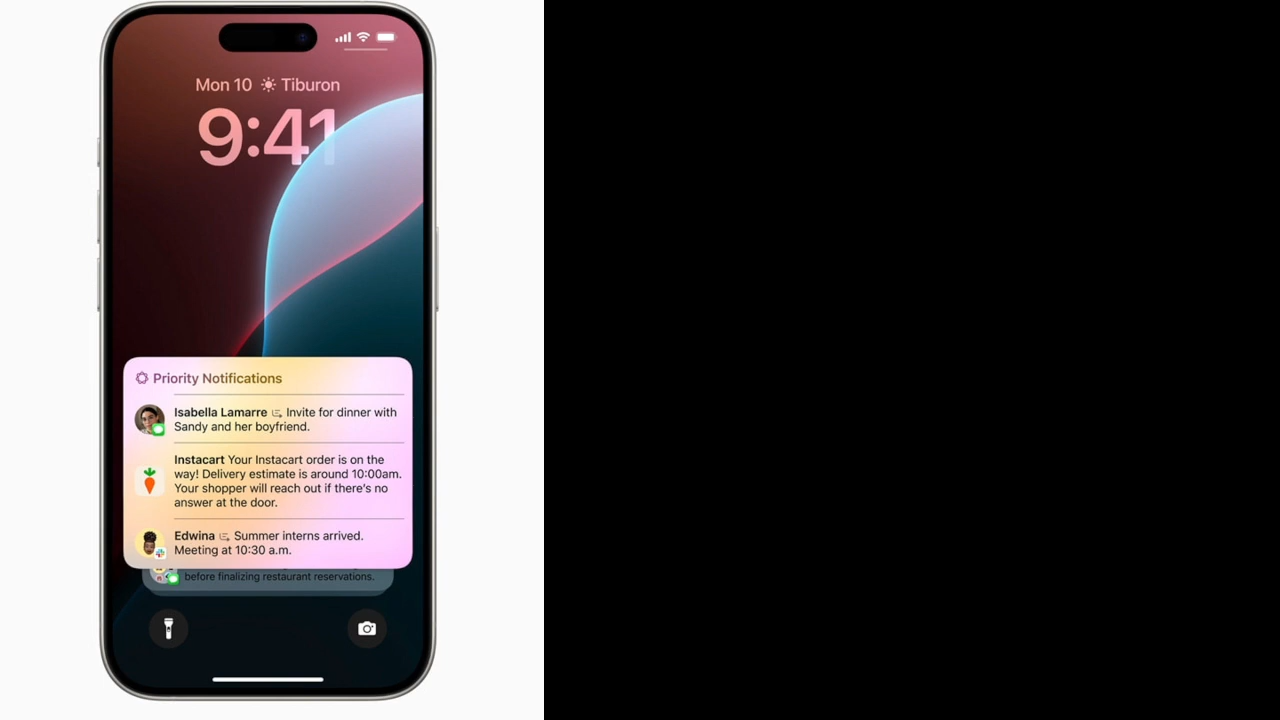 Mon 10 Tiburon
9:41
Priority Notifications
Isabella Lamarre Invite for dinner with
Sandy and her boyfriend.
Instacart Your Instacart order is on the
way! Delivery estimate is around 10:00am.
Your shopper will reach out if there's no
answer at the door.
Edwina Summer interns arrived.
Meeting at 10:30 a.m.
before finalizing restaurant reservations.